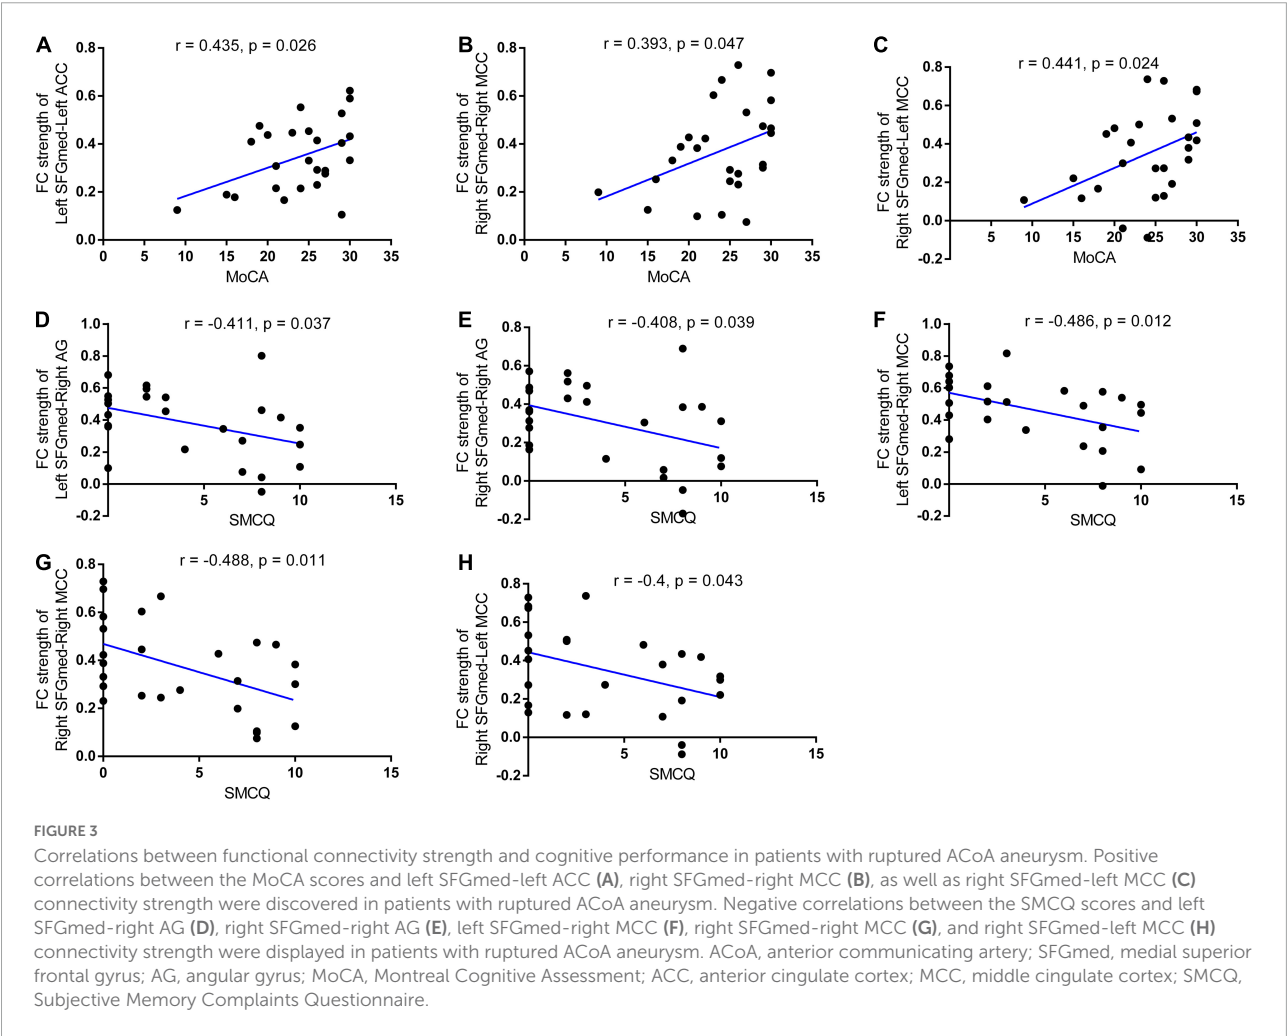 A
r = 0.435, p = 0.026
FC strength of
Left SFGmed-Left ACC
0.8
0.6
0.4
0.2
0.0
0 5 10 15 20 25 30 35
MoCA
B
r = 0.393, p = 0.047
FC strength of
Right SFGmed-Right MCC
0.8
0.6
0.4
0.2
0.0
0 5 10 15 20 25 30 35
MoCA
C
r = 0.441, p = 0.024
FC strength of
Right SFGmed-Left MCC
0.8
0.6
0.4
0.2
0.0
-0.2
5 10 15 20 25 30 35
MoCA
D
r = -0.411, p = 0.037
FC strength of
Left SFGmed-Right AG
1.0
0.8
0.6
0.4
0.2
0.0
-0.2
5 10 15
SMCQ
E
r = -0.408, p = 0.039
FC strength of
Right SFGmed-Right AG
0.8
0.6
0.4
0.2
0.0
-0.2
5 10 15
SMCQ
F
r = -0.486, p = 0.012
FC strength of
Left SFGmed-Right MCC
1.0
0.8
0.6
0.4
0.2
0.0
-0.2
5 10 15
SMCQ
G
r = -0.488, p = 0.011
FC strength of
Right SFGmed-Right MCC
0.8
0.6
0.4
0.2
0.0
0 5 10 15
SMCQ
H
r = -0.4, p = 0.043
FC strength of
Right SFGmed-Left MCC
0.8
0.6
0.4
0.2
0.0
-0.2
5 10 15
SMCQ
FIGURE 3
Correlations between functional connectivity strength and cognitive performance in patients with ruptured ACoA aneurysm. Positive
correlations between the MoCA scores and left SFGmed-left ACC (A), right SFGmed-right MCC (B), as well as right SFGmed-left MCC (C)
connectivity strength were discovered in patients with ruptured ACoA aneurysm. Negative correlations between the SMCQ scores and left
SFGmed-right AG (D), right SFGmed-right AG (E), left SFGmed-right MCC (F), right SFGmed-right MCC (G), and right SFGmed-left MCC (H)
connectivity strength were displayed in patients with ruptured ACoA aneurysm. ACoA, anterior communicating artery; SFGmed, medial superior
frontal gyrus; AG, angular gyrus; MoCA, Montreal Cognitive Assessment; ACC, anterior cingulate cortex; MCC, middle cingulate cortex; SMCQ,
Subjective Memory Complaints Questionnaire.